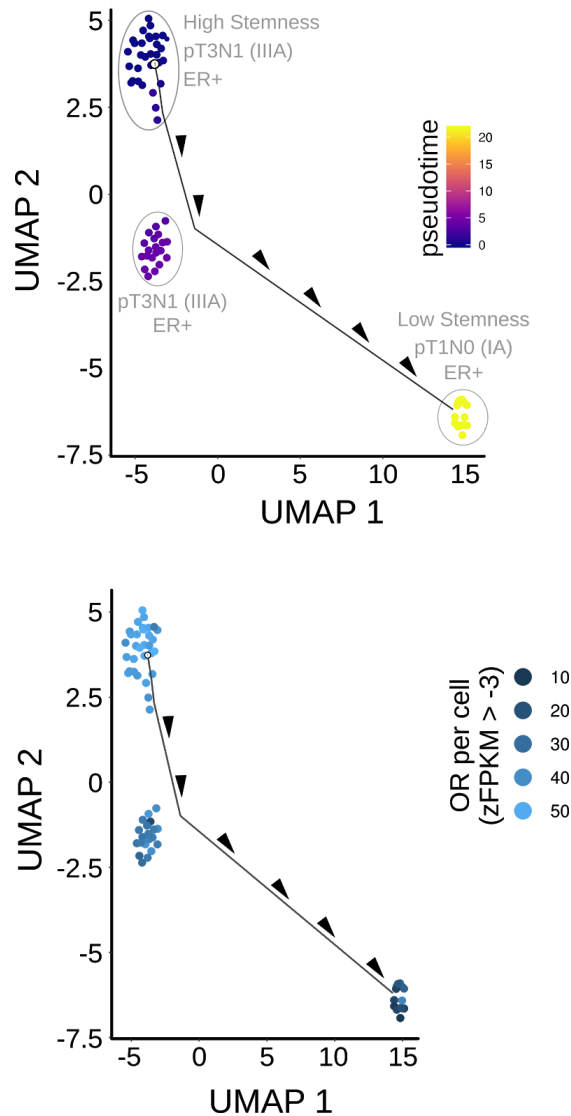 High Stemness
pT3N1 (IIIA)
ER+
5
2.5
0
-2.5
-5
-7.5
UMAP 2
pseudotime
20
15
10
5
0
pT3N1 (IIIA)
ER+
Low Stemness
pT1N0 (IA)
ER+
-5
0
5
10
15
UMAP 1
5
2.5
0
-2.5
-5
-7.5
UMAP 2
OR per cell
(zFPKM > -3)
10
20
30
40
50
-5
0
5
10
15
UMAP 1